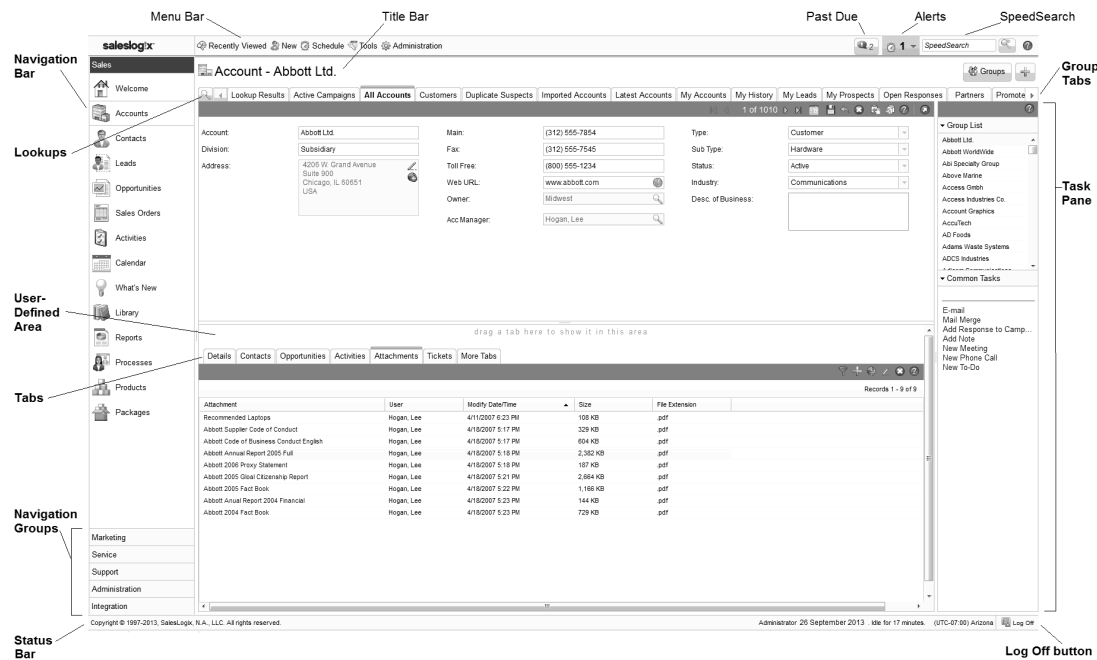 Menu Bar
Title Bar
Past Due
Alerts
SpeedSearch
saleslogix
Recently Viewed New Schedule Tools Administration
2
1
SpeedSearch
Navigation Bar
Sales
Account - Abbott Ltd.
Groups
Group Tabs
Welcome
Accounts
Contacts
Leads
Opportunities
Sales Orders
Activities
Calendar
What's New
Library
Reports
Processes
Products
Packages
Lookups
Lookup Results Active Campaigns All Accounts Customers Duplicate Suspects Imported Accounts Latest Accounts My Accounts My History My Leads My Prospects Open Responses Partners Promote
1 of 1010
Account: Abbott Ltd.
Division: Subsidiary
Address: 4206 W. Grand Avenue
Suite 900
Chicago, IL 60651
USA
Main: (312) 555-7854
Fax: (312) 555-7545
Toll Free: (800) 555-1234
Web URL: www.abbott.com
Owner: Midwest
Acc Manager: Hogan, Lee
Type: Customer
Sub Type: Hardware
Status: Active
Industry: Communications
Desc. of Business:
Group List
Abbott Ltd.
Abbott WorldWide
Abi Specialty Group
Above Marine
Access Gmbh
Access Industries Co.
Account Graphics
AccuTech
AD Foods
Adams Waste Systems
ADCS Industries
Task Pane
Common Tasks
E-mail
Mail Merge
Add Response to Camp...
Add Note
New Meeting
New Phone Call
New To-Do
User-Defined Area
drag a tab here to show it in this area
Tabs
Details Contacts Opportunities Activities Attachments Tickets More Tabs
Records 1 - 9 of 9
Attachment User Modify Date/Time Size File Extension
Recommended Laptops Hogan, Lee 4/11/2007 6:23 PM 108 KB .pdf
Abbott Supplier Code of Conduct Hogan, Lee 4/18/2007 5:17 PM 329 KB .pdf
Abbott Code of Business Conduct English Hogan, Lee 4/18/2007 5:17 PM 604 KB .pdf
Abbott Annual Report 2005 Full Hogan, Lee 4/18/2007 5:18 PM 2,382 KB .pdf
Abbott 2006 Proxy Statement Hogan, Lee 4/18/2007 5:18 PM 187 KB .pdf
Abbott 2005 Gloal Citizenship Report Hogan, Lee 4/18/2007 5:21 PM 2,664 KB .pdf
Abbott 2005 Fact Book Hogan, Lee 4/18/2007 5:22 PM 1,166 KB .pdf
Abbott Anual Report 2004 Financial Hogan, Lee 4/18/2007 5:23 PM 144 KB .pdf
Abbott 2004 Fact Book Hogan, Lee 4/18/2007 5:23 PM 729 KB .pdf
Navigation Groups
Marketing
Service
Support
Administration
Integration
Status Bar
Copyright © 1997-2013, SalesLogix, N.A., LLC. All rights reserved.
Administrator 26 September 2013 . Idle for 17 minutes. (UTC-07:00) Arizona Log Off
Log Off button